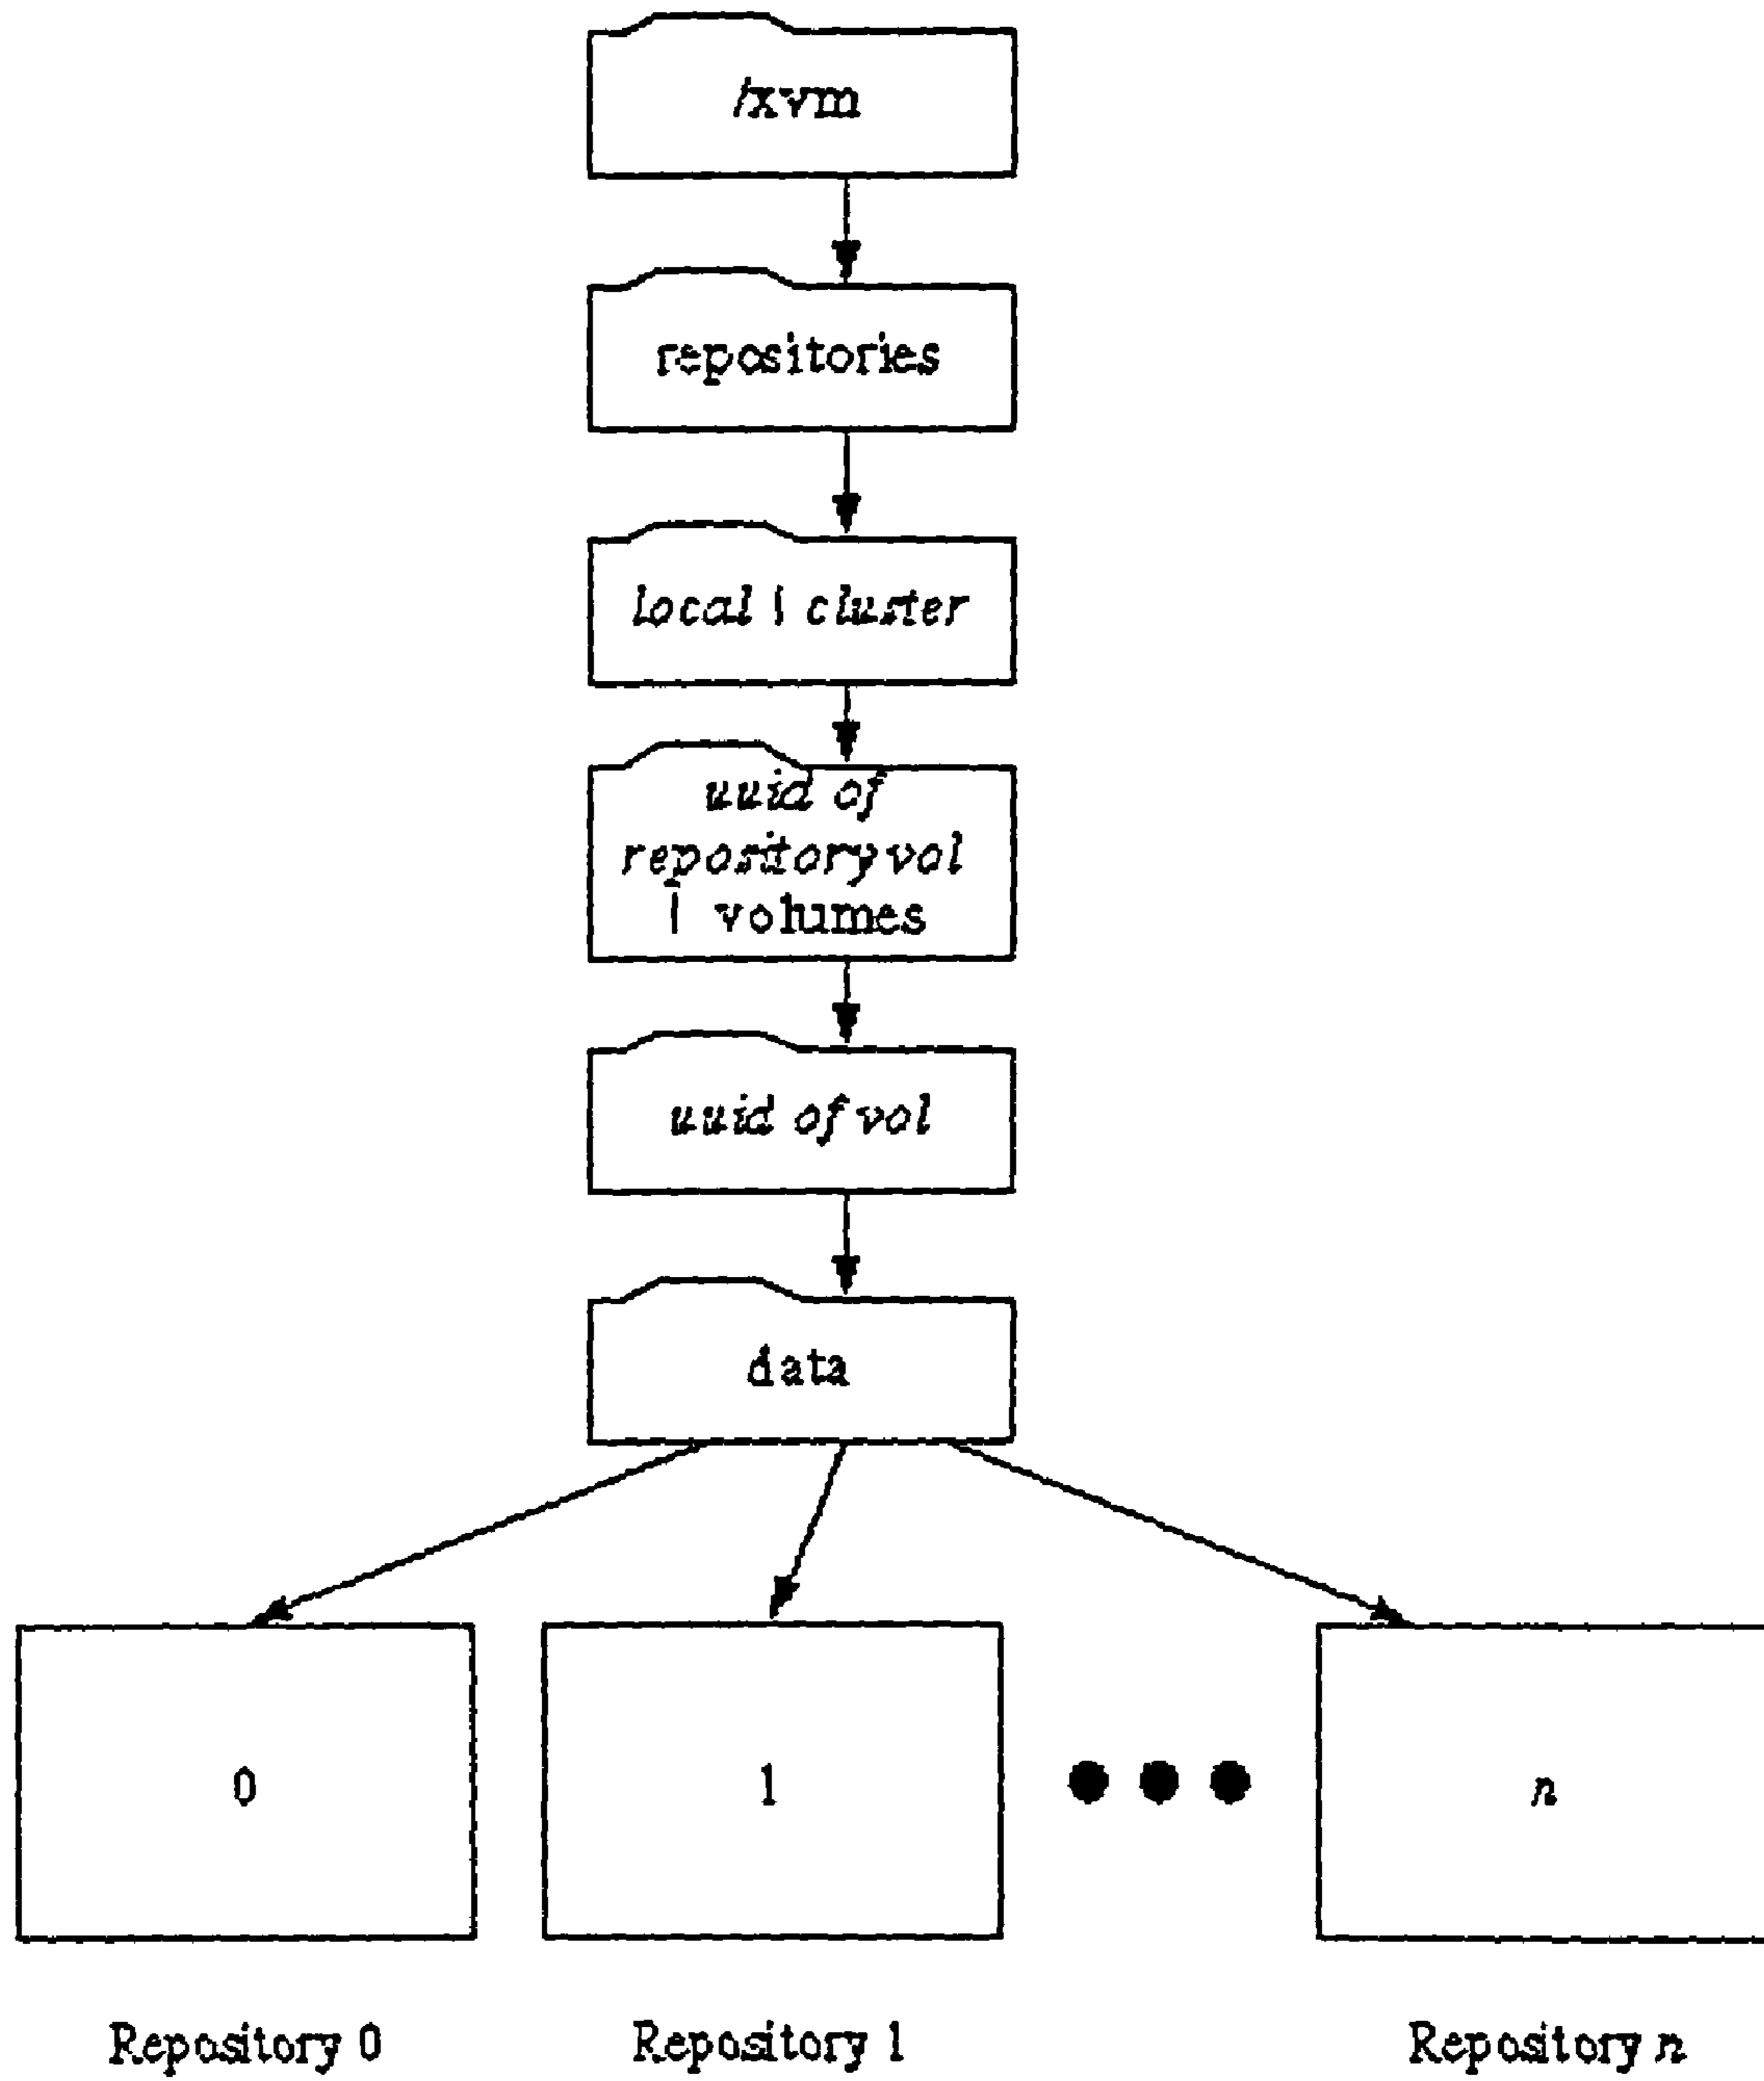 /xvm
repositories
local | cluster
uuid of
repositoryvol
| volumes
uuid of vol
data
0
1
n
Repository 0
Repository 1
Repository n